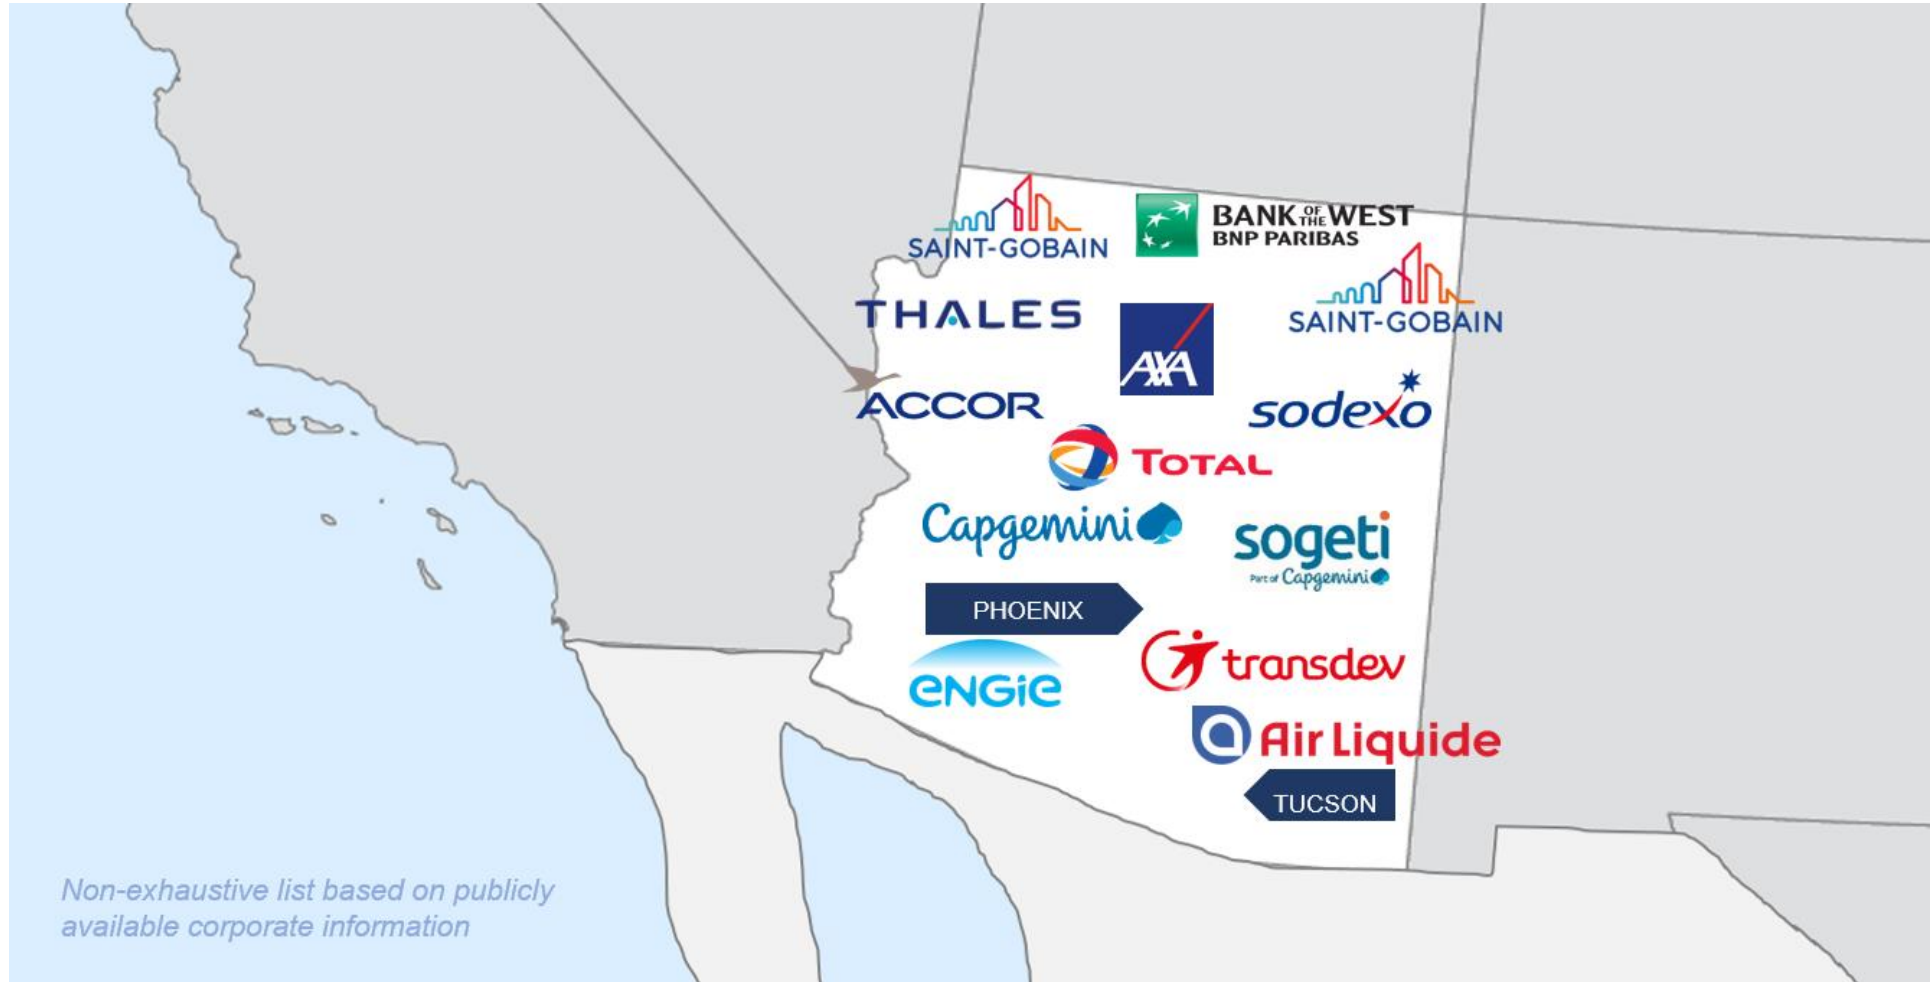 SAINT-GOBAIN
BANK OF THE WEST
BNP PARIBAS
SAINT-GOBAIN
THALES
AXA
ACCOR
sodexo
TOTAL
Capgemini
sogeti
Part of Capgemini
PHOENIX
ENGIE
transdev
Air Liquide
TUCSON
Non-exhaustive list based on publicly
available corporate information